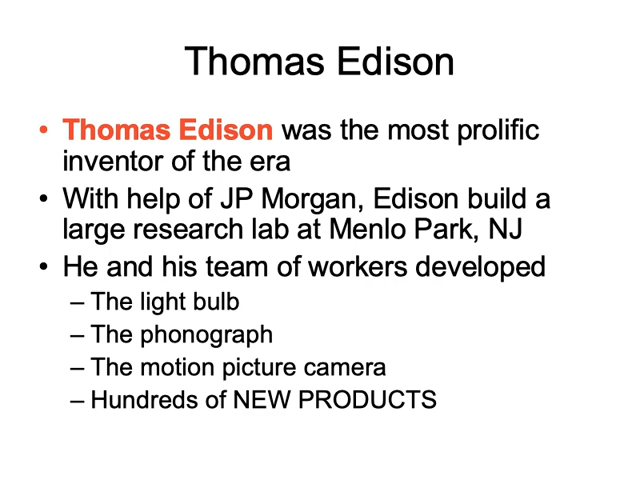 Thomas Edison
• Thomas Edison was the most prolific
inventor of the era
• With help of JP Morgan, Edison build a
large research lab at Menlo Park, NJ
• He and his team of workers developed
– The light bulb
– The phonograph
– The motion picture camera
– Hundreds of NEW PRODUCTS